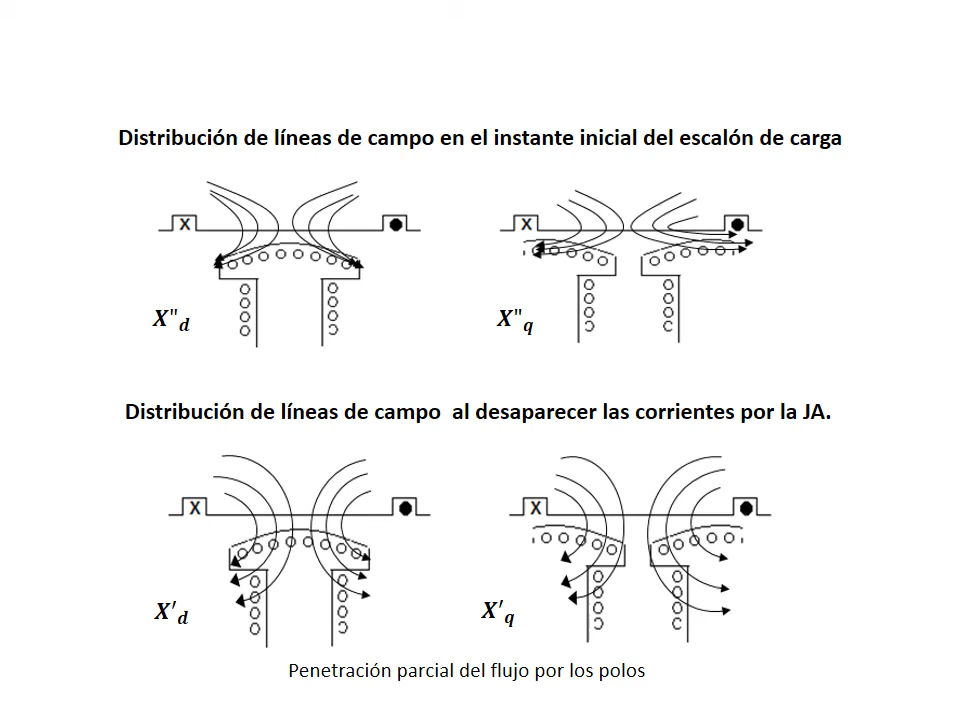 Distribución de líneas de campo en el instante inicial del escalón de carga
X
X
X"d
X"q
Distribución de líneas de campo al desaparecer las corrientes por la JA.
X
X
X'd
X'q
Penetración parcial del flujo por los polos